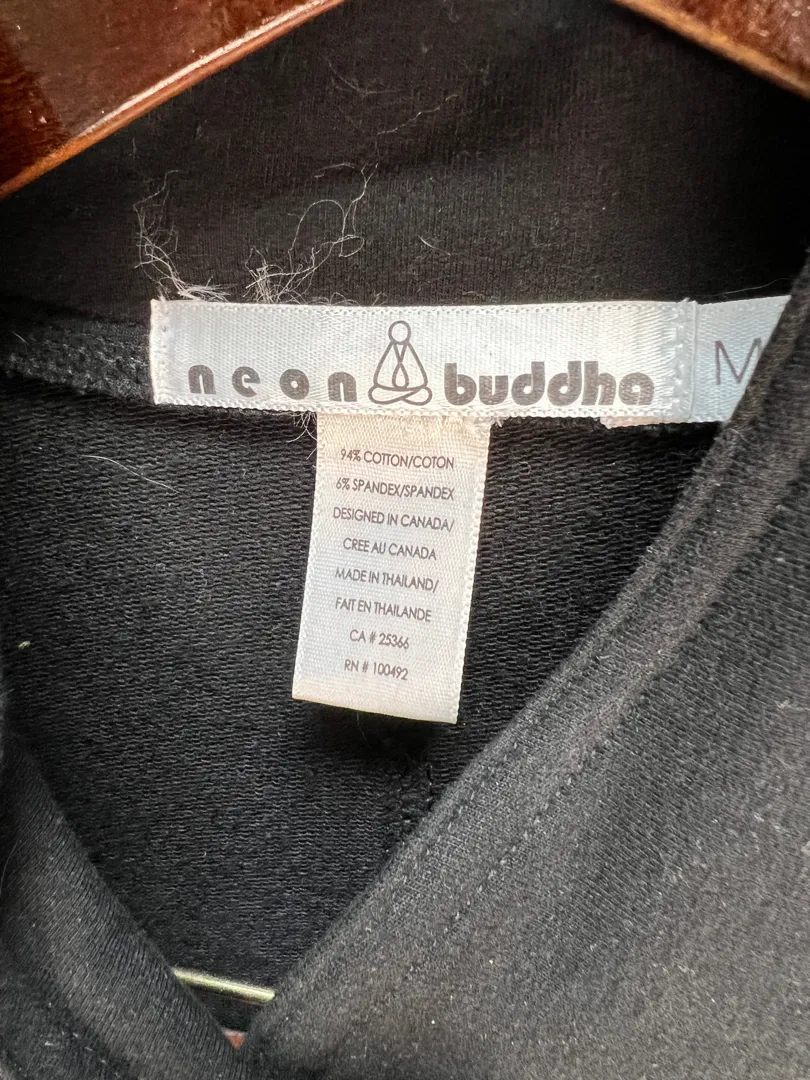 neon buddha M
94% COTTON/COTON
6% SPANDEX/SPANDEX
DESIGNED IN CANADA/
CREE AU CANADA
MADE IN THAILAND/
FAIT EN THAILANDE
CA # 25366
RN # 100492